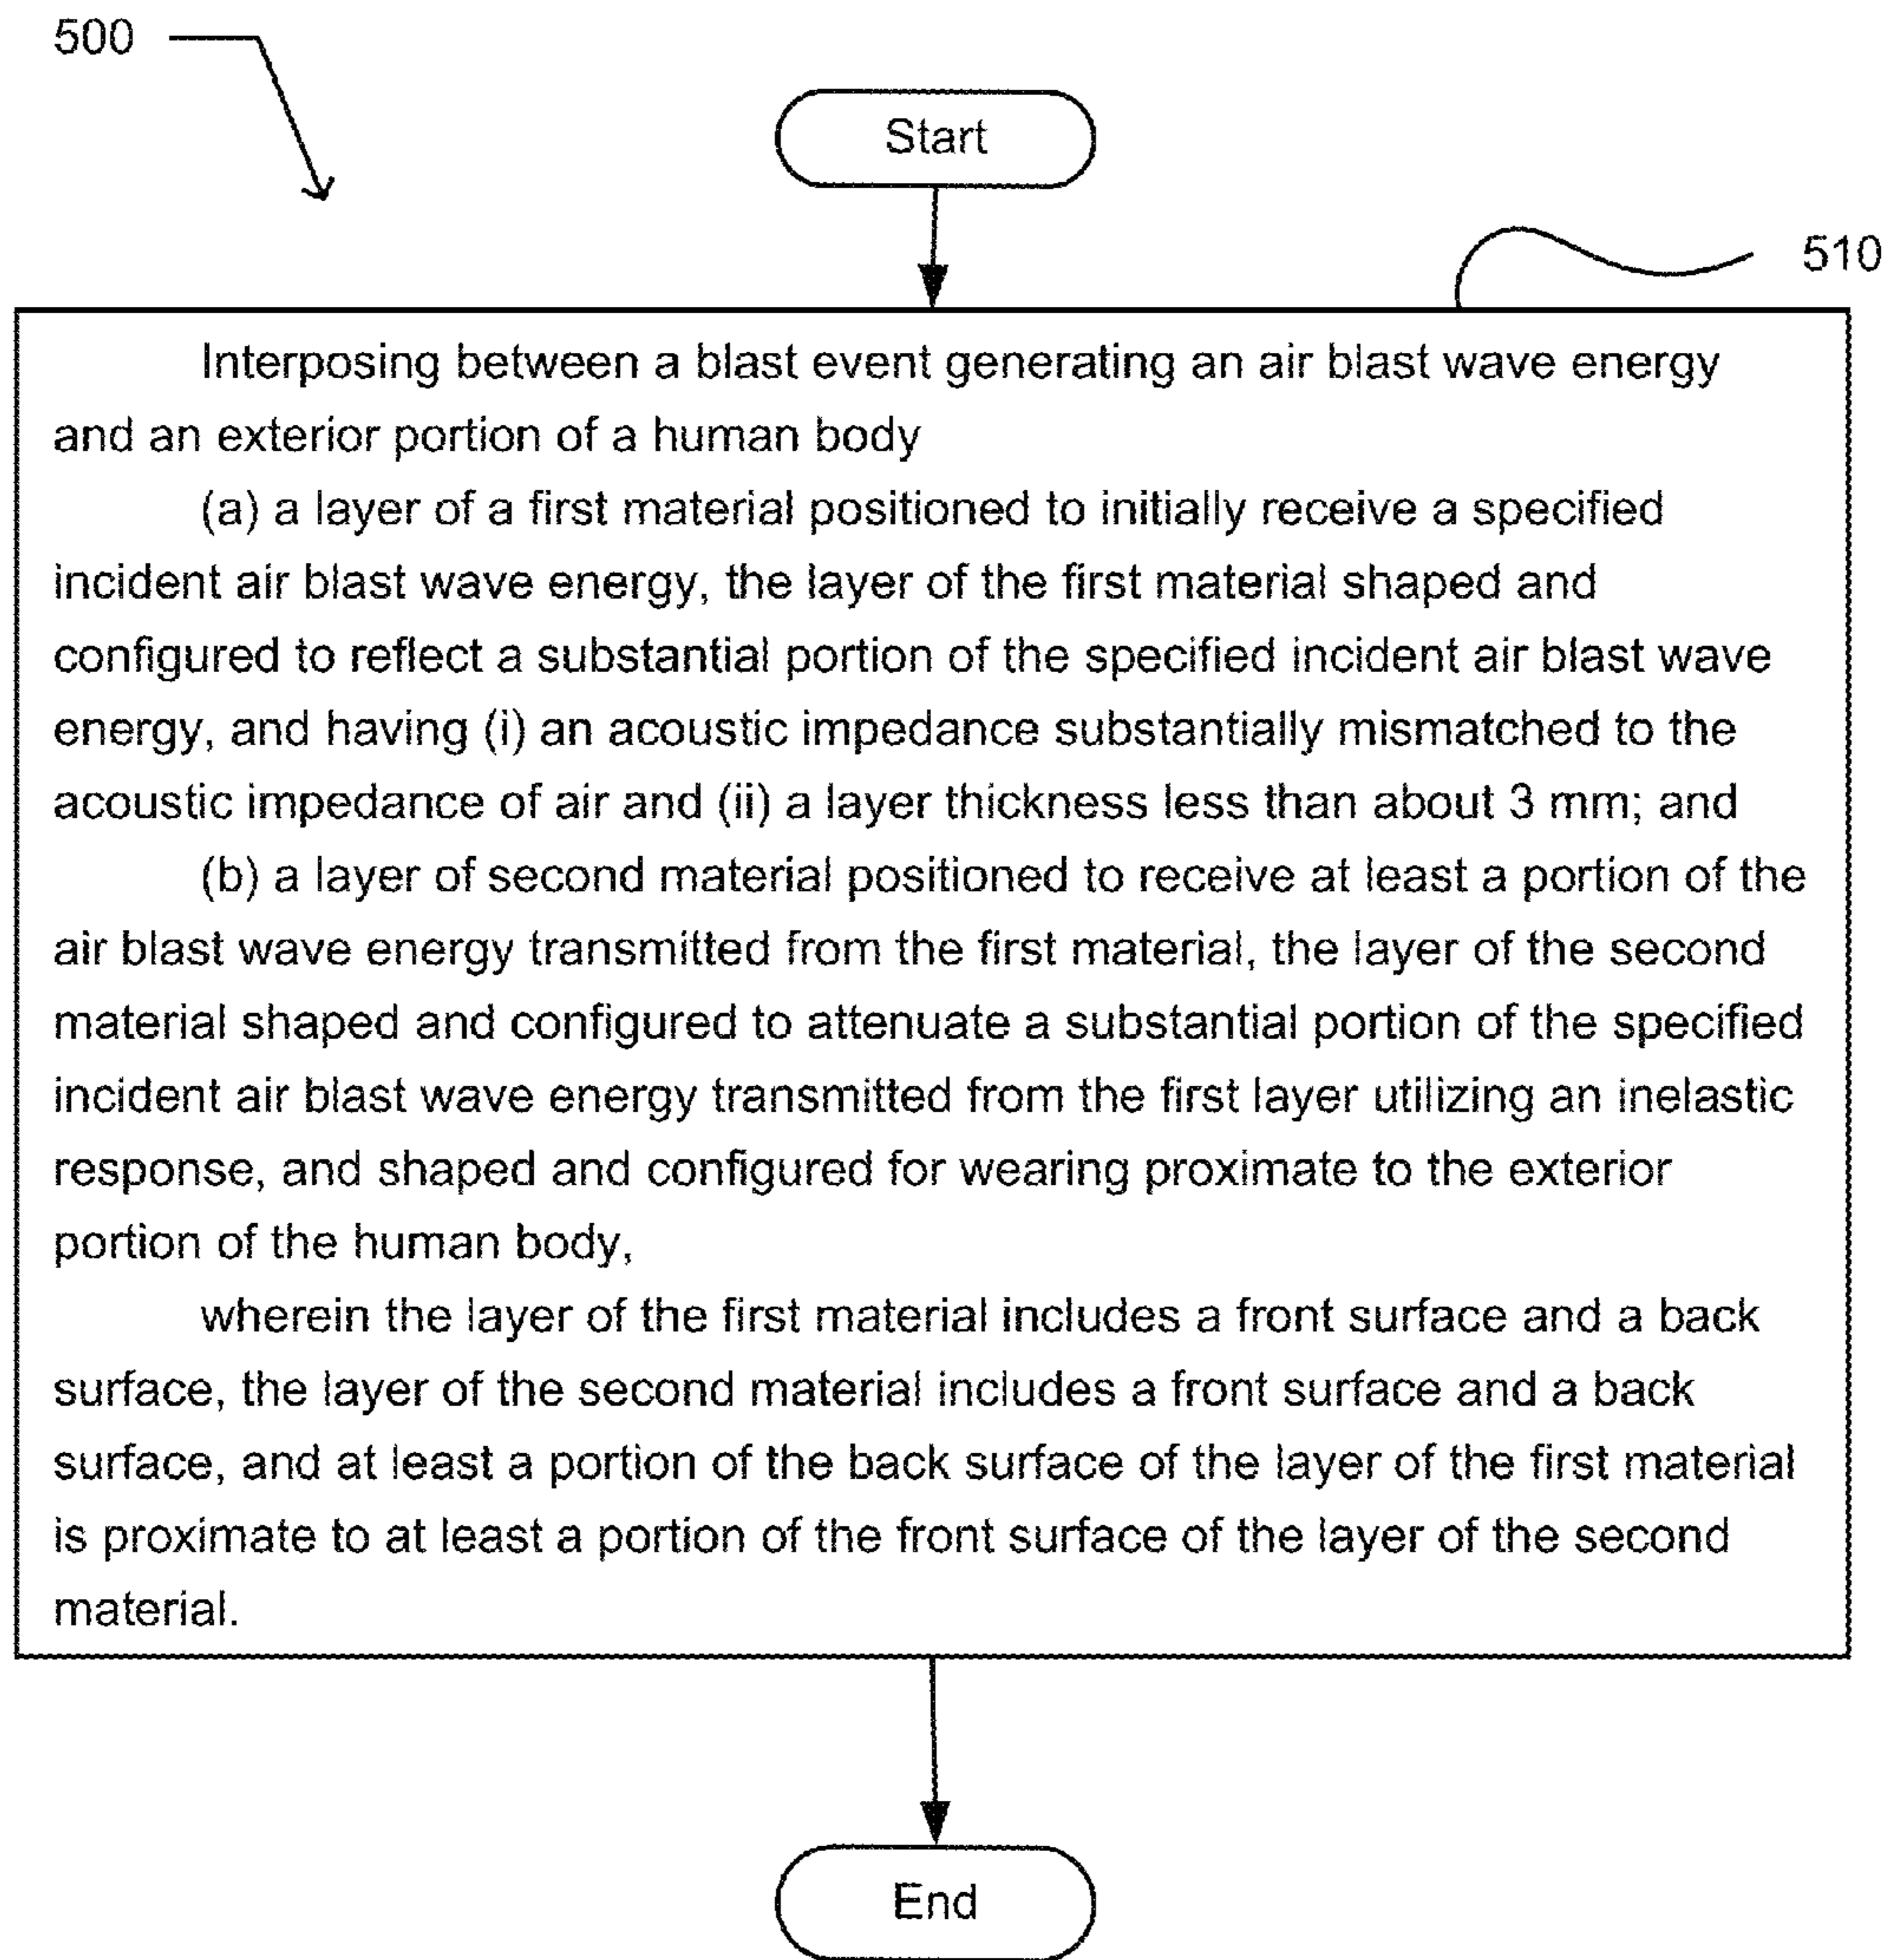 500
Start
510
Interposing between a blast event generating an air blast wave energy
and an exterior portion of a human body
(a) a layer of a first material positioned to initially receive a specified
incident air blast wave energy, the layer of the first material shaped and
configured to reflect a substantial portion of the specified incident air blast wave
energy, and having (i) an acoustic impedance substantially mismatched to the
acoustic impedance of air and (ii) a layer thickness less than about 3 mm; and
(b) a layer of second material positioned to receive at least a portion of the
air blast wave energy transmitted from the first material, the layer of the second
material shaped and configured to attenuate a substantial portion of the specified
incident air blast wave energy transmitted from the first layer utilizing an inelastic
response, and shaped and configured for wearing proximate to the exterior
portion of the human body,
wherein the layer of the first material includes a front surface and a back
surface, the layer of the second material includes a front surface and a back
surface, and at least a portion of the back surface of the layer of the first material
is proximate to at least a portion of the front surface of the layer of the second
material.
End